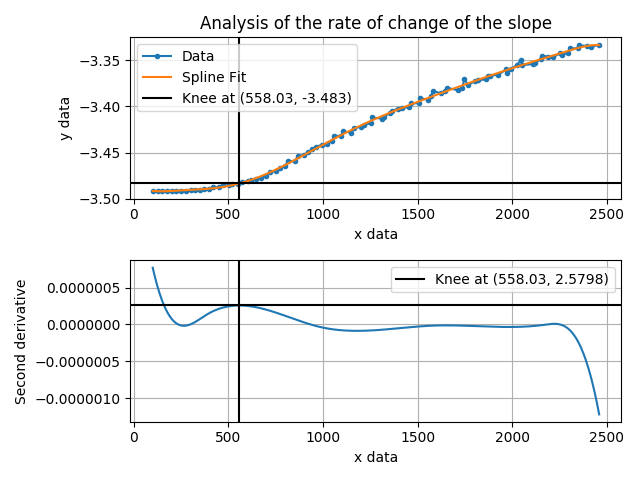 Analysis of the rate of change of the slope
Data
Spline Fit
Knee at (558.03, -3.483)
y data
−3.35
−3.40
−3.45
−3.50
0 500 1000 1500 2000 2500
x data
Knee at (558.03, 2.5798)
Second derivative
0.0000005
0.0000000
−0.0000005
−0.0000010
0 500 1000 1500 2000 2500
x data